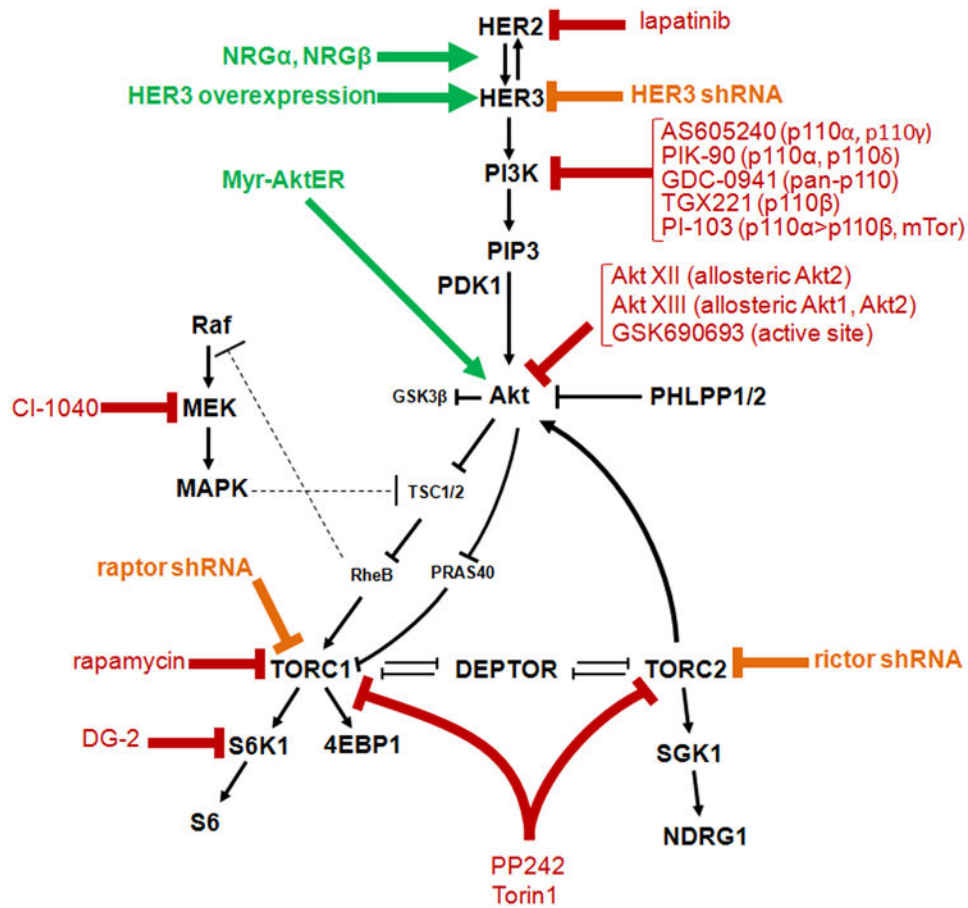 HER2
lapatinib
NRGα, NRGβ
HER3 overexpression
HER3
HER3 shRNA
AS605240 (p110α, p110γ)
PIK-90 (p110α, p110δ)
PI3K
GDC-0941 (pan-p110)
TGX221 (p110β)
PI-103 (p110α>p110β, mTor)
Myr-AktER
PIP3
PDK1
Akt XII (allosteric Akt2)
Akt XIII (allosteric Akt1, Akt2)
GSK690693 (active site)
Raf
GSK3β
Akt
PHLPP1/2
CI-1040
MEK
MAPK
TSC1/2
raptor shRNA
RheB
PRAS40
rapamycin
TORC1
DEPTOR
TORC2
rictor shRNA
DG-2
S6K1
4EBP1
SGK1
S6
NDRG1
PP242
Torin1